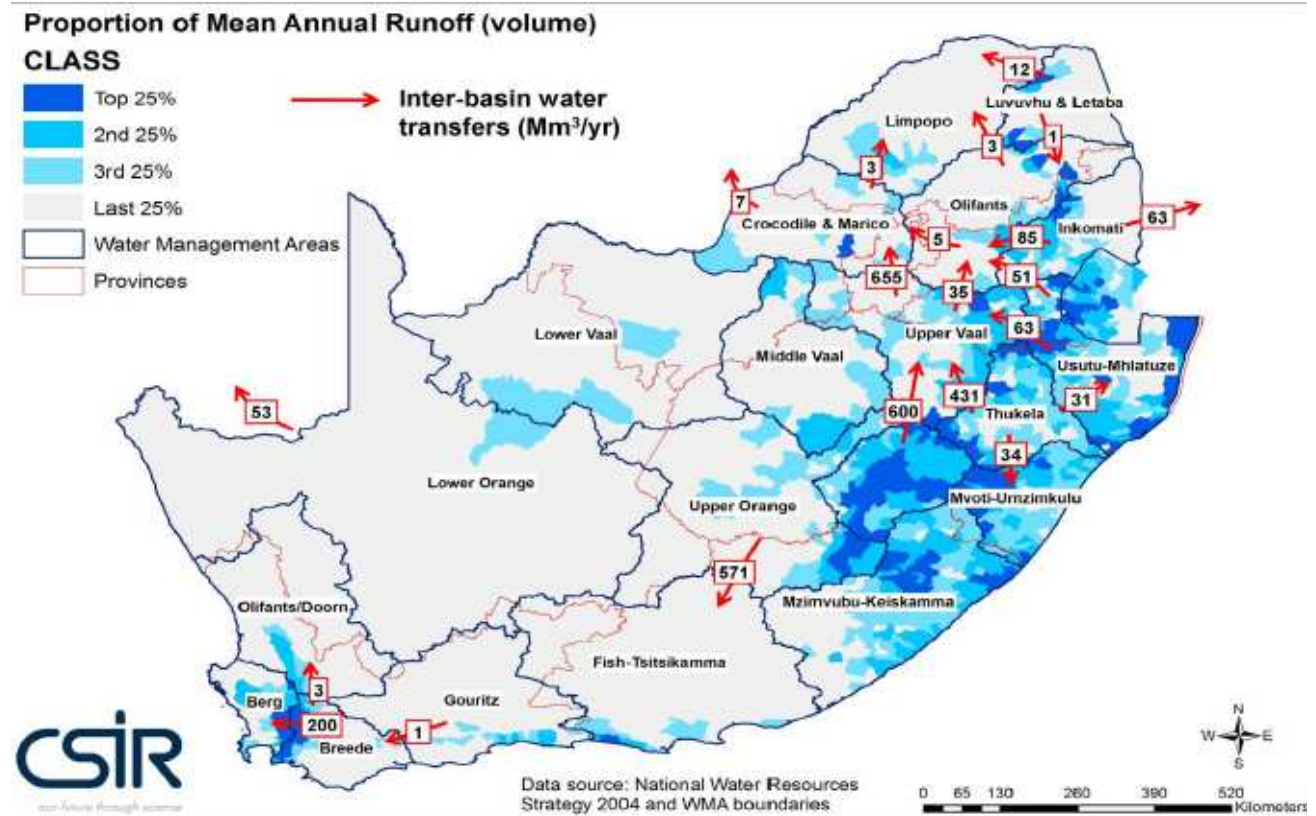 Proportion of Mean Annual Runoff (volume)
CLASS
Top 25%
2nd 25%
3rd 25%
Last 25%
Water Management Areas
Provinces
Inter-basin water
transfers (Mm³/yr)
12
Luvuvhu & Letaba
Limpopo
3
1
3
7
Olifants
Crocodile & Marico
Inkomati
63
5
85
655
51
35
Lower Vaal
Upper Vaal
63
Middle Vaal
Usutu-Mhlatuze
53
600
431
31
Thukela
34
Lower Orange
Upper Orange
Mvoti-Umzimkulu
571
Mzimvubu-Keiskamma
Olifants/Doorn
Fish-Tsitsikamma
3
Berg
Gouritz
200
1
Breede
CSIR
our future through science
Data source: National Water Resources
Strategy 2004 and WMA boundaries
N
W E
S
0 65 130 260 390 520
Kilometers